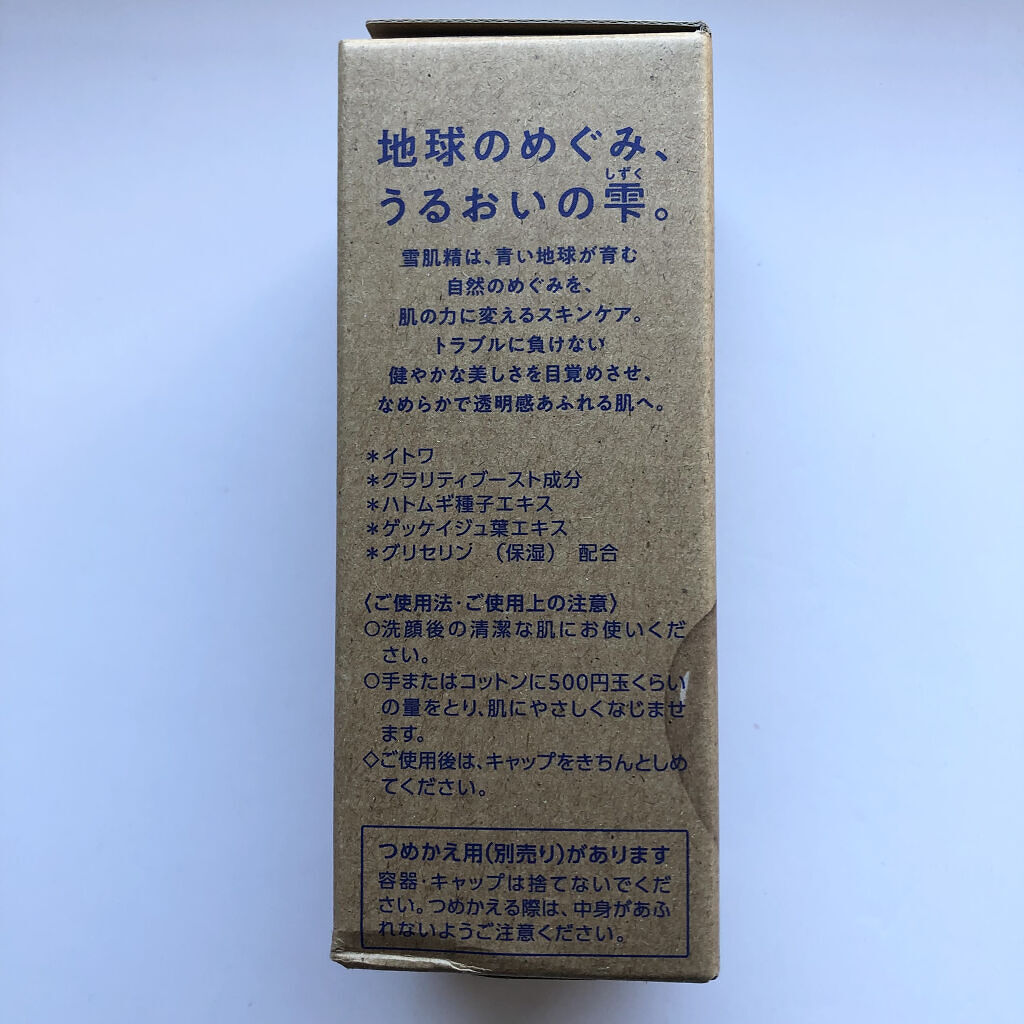 地球のめぐみ、
しずく
うるおいの雫。
雪肌精は、青い地球が育む
自然のめぐみを、
肌の力に変えるスキンケア。
トラブルに負けない
健やかな美しさを目覚めさせ、
なめらかで透明感あふれる肌へ。
＊イトワ
＊クラリティブースト成分
＊ハトムギ種子エキス
＊ゲッケイジュ葉エキス
＊グリセリン （保湿） 配合
〈ご使用法・ご使用上の注意〉
○洗顔後の清潔な肌にお使いくだ
さい。
○手またはコットンに500円玉くらい
の量をとり、肌にやさしくなじませ
ます。
◇ご使用後は、キャップをきちんとしめ
てください。
つめかえ用(別売り)があります
容器・キャップは捨てないでくだ
さい。つめかえる際は、中身があふ
れないようご注意ください。